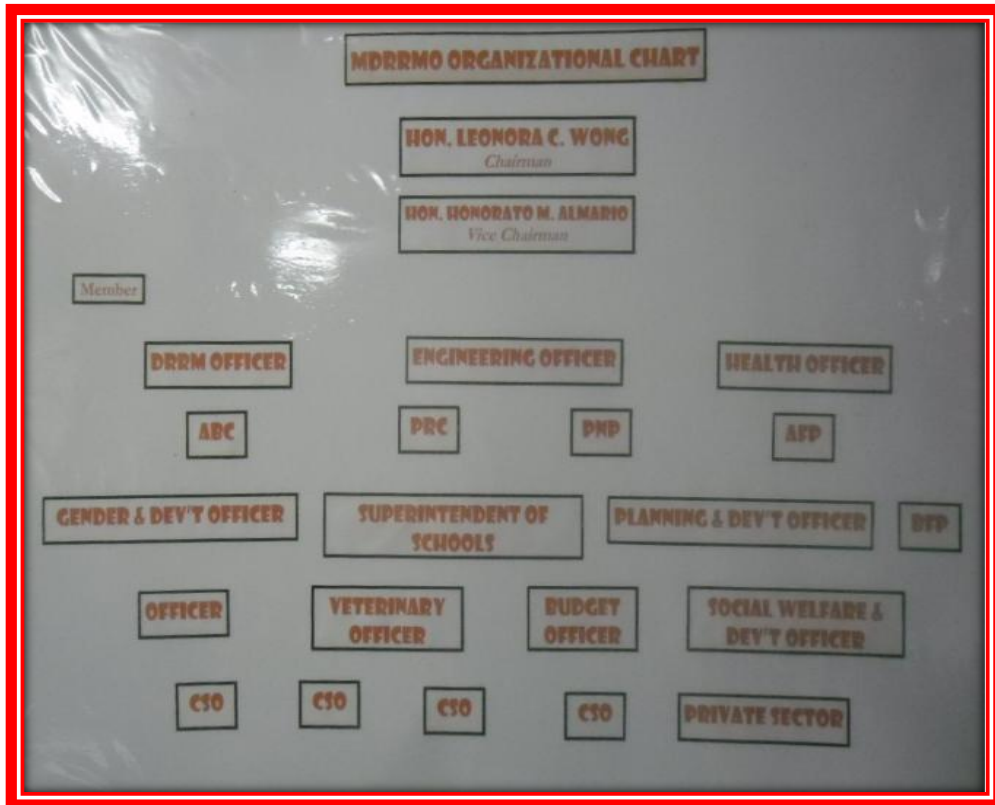 MDRRMO ORGANIZATIONAL CHART
HON. LEONORA C. WONG
Chairman
HON. HONORATO M. ALMARIO
Vice Chairman
Member
DRRM OFFICER
ENGINEERING OFFICER
HEALTH OFFICER
ABC
PRC
PNP
AFP
GENDER & DEV'T OFFICER
SUPERINTENDENT OF
SCHOOLS
PLANNING & DEV'T OFFICER
BFP
OFFICER
VETERINARY
OFFICER
BUDGET
OFFICER
SOCIAL WELFARE &
DEV'T OFFICER
CSO
CSO
CSO
CSO
PRIVATE SECTOR